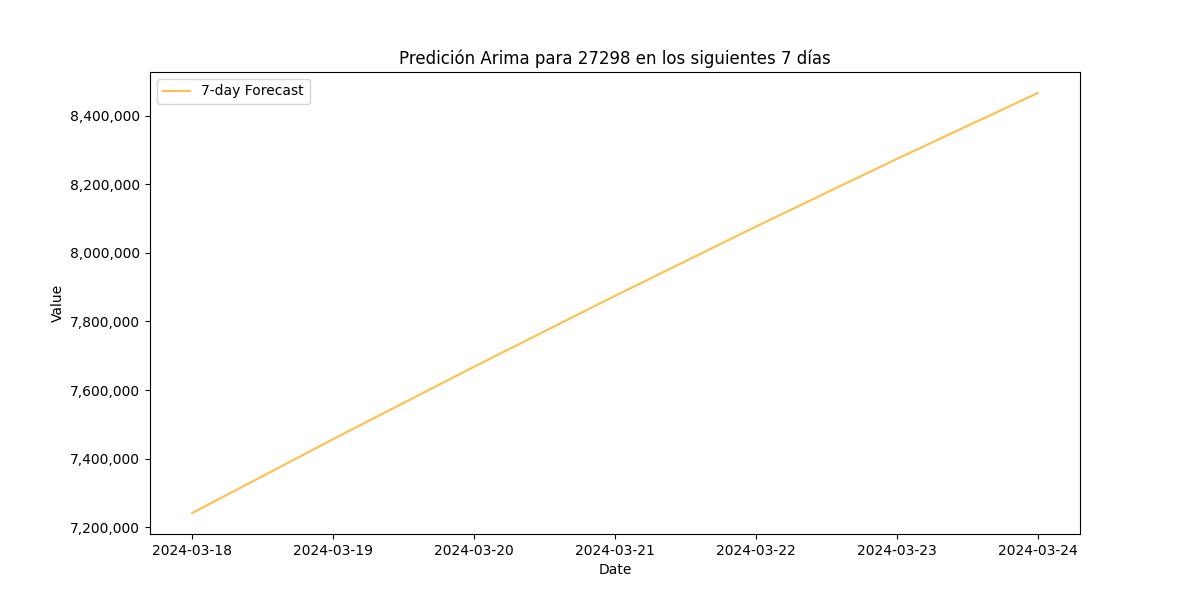 Predición Arima para 27298 en los siguientes 7 días
7-day Forecast
8,400,000
8,200,000
8,000,000
7,800,000
7,600,000
7,400,000
7,200,000
Value
2024-03-18 2024-03-19 2024-03-20 2024-03-21 2024-03-22 2024-03-23 2024-03-24
Date